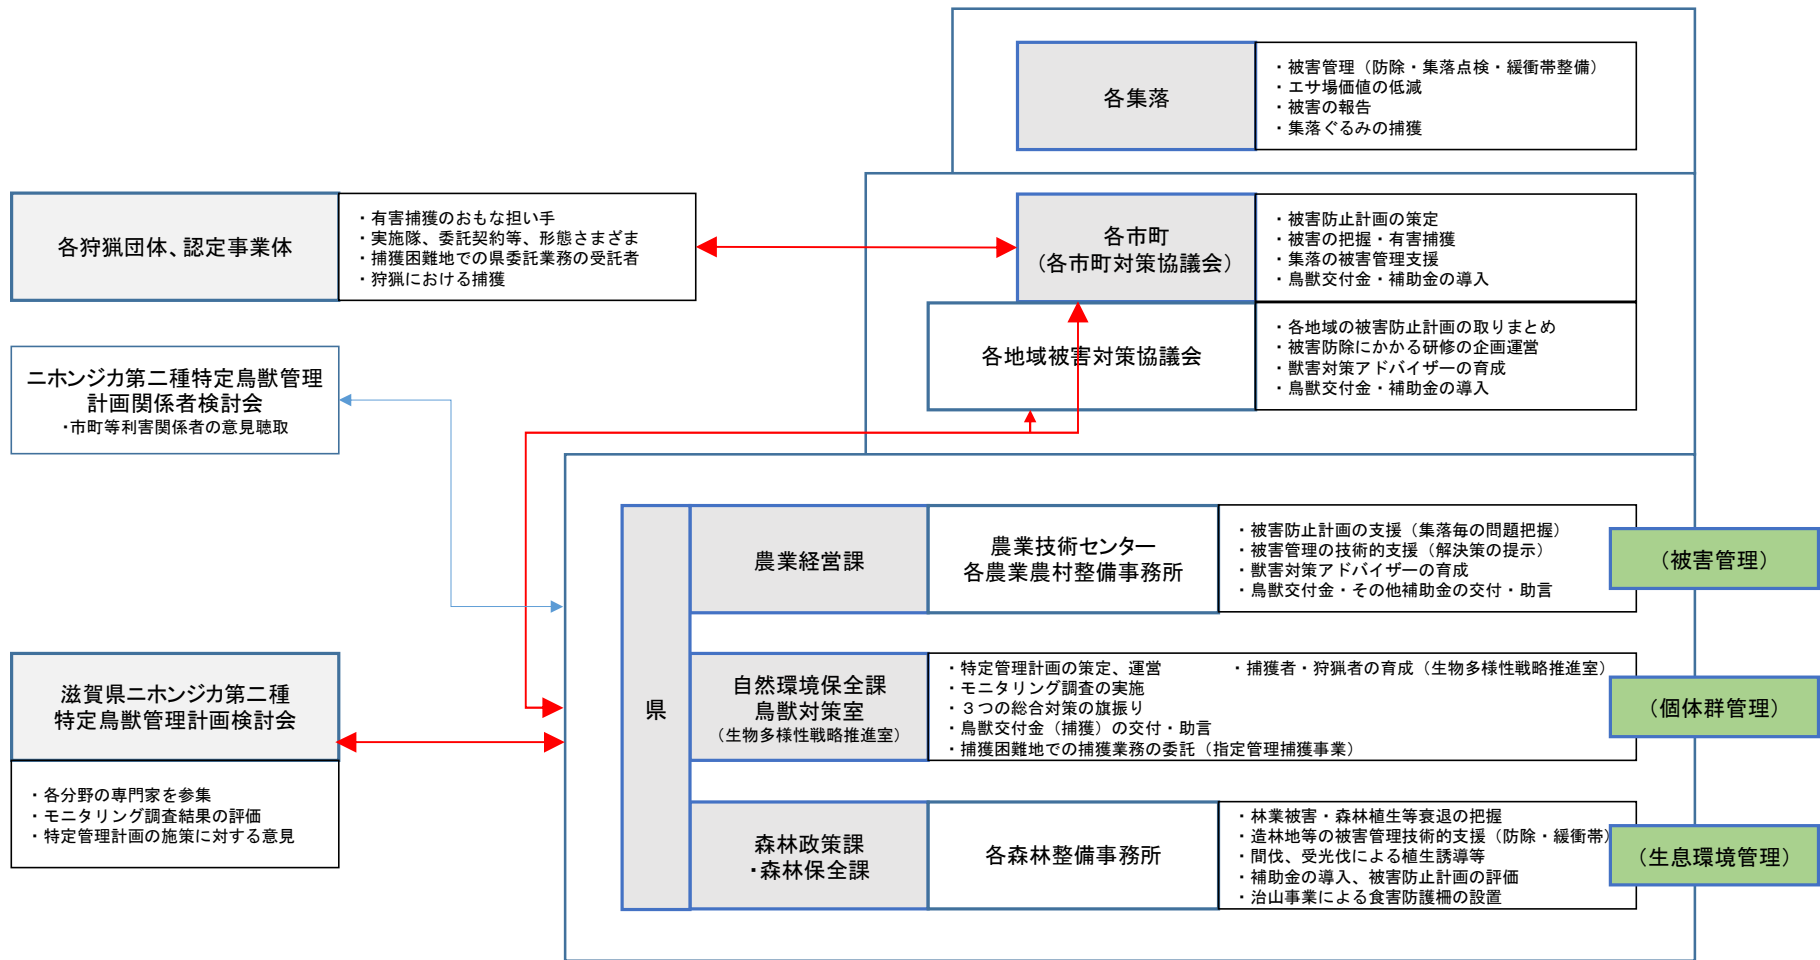 各集落
・被害管理（防除・集落点検・緩衝帯整備）
・エサ場価値の低減
・被害の報告
・集落ぐるみの捕獲
各狩猟団体、認定事業体
・有害捕獲のおもな担い手
・実施隊、委託契約等、形態さまざま
・捕獲困難地での県委託業務の受託者
・狩猟における捕獲
各市町
（各市町対策協議会）
・被害防止計画の策定
・被害の把握・有害捕獲
・集落の被害管理支援
・鳥獣交付金・補助金の導入
各地域被害対策協議会
・各地域の被害防止計画の取りまとめ
・被害防除にかかる研修の企画運営
・獣害対策アドバイザーの育成
・鳥獣交付金・補助金の導入
ニホンジカ第二種特定鳥獣管理
計画関係者検討会
・市町等利害関係者の意見聴取
県
農業経営課
農業技術センター
各農業農村整備事務所
・被害防止計画の支援（集落毎の問題把握）
・被害管理の技術的支援（解決策の提示）
・獣害対策アドバイザーの育成
・鳥獣交付金・その他補助金の交付・助言
（被害管理）
滋賀県ニホンジカ第二種
特定鳥獣管理計画検討会
・各分野の専門家を参集
・モニタリング調査結果の評価
・特定管理計画の施策に対する意見
自然環境保全課
鳥獣対策室
（生物多様性戦略推進室）
・特定管理計画の策定、運営　　　　・捕獲者・狩猟者の育成（生物多様性戦略推進室）
・モニタリング調査の実施
・３つの総合対策の旗振り
・鳥獣交付金（捕獲）の交付・助言
・捕獲困難地での捕獲業務の委託（指定管理捕獲事業）
（個体群管理）
森林政策課
・森林保全課
各森林整備事務所
・林業被害・森林植生等衰退の把握
・造林地等の被害管理技術的支援（防除・緩衝帯）
・間伐、受光伐による植生誘導等
・補助金の導入、被害防止計画の評価
・治山事業による食害防護柵の設置
（生息環境管理）